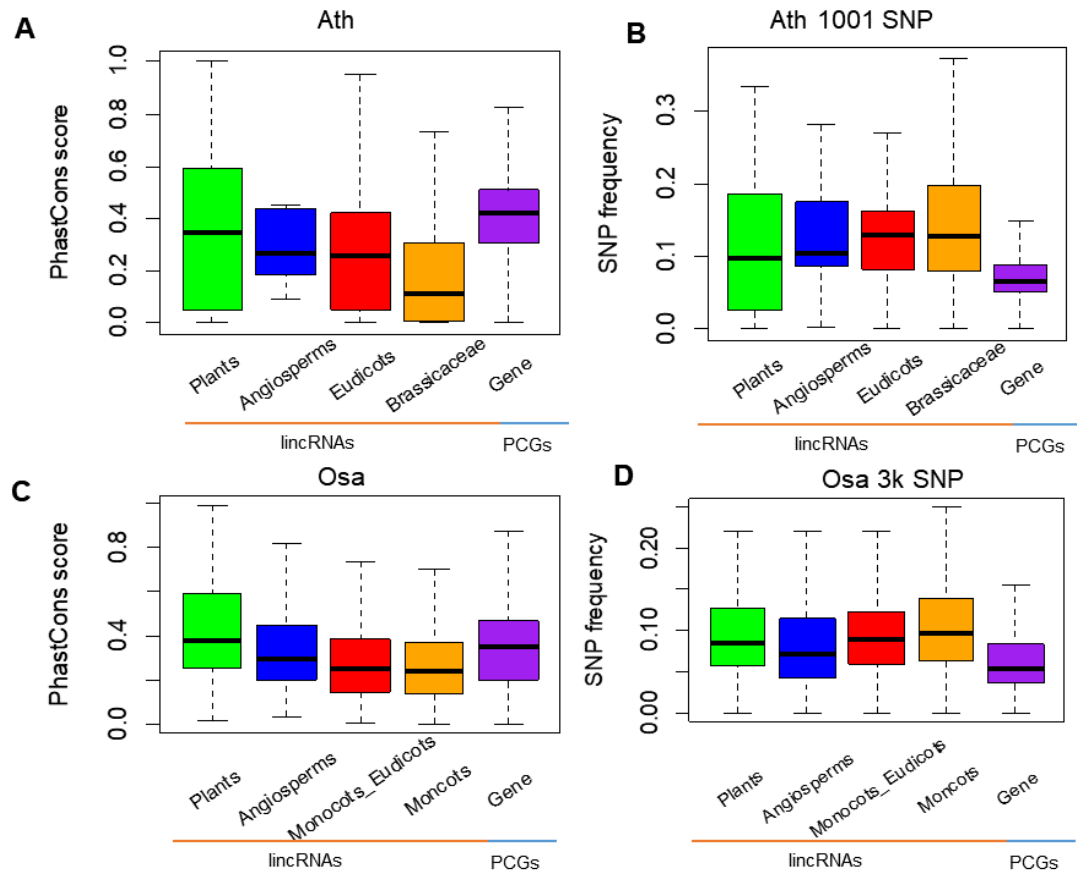 A
Ath
PhastCons score
0.0
0.2
0.4
0.6
0.8
1.0
Plants
Angiosperms
Eudicots
Brassicaceae
Gene
lincRNAs
PCGs
B
Ath 1001 SNP
SNP frequency
0.0
0.1
0.2
0.3
Plants
Angiosperms
Eudicots
Brassicaceae
Gene
lincRNAs
PCGs
C
Osa
PhastCons score
0.0
0.4
0.8
Plants
Angiosperms
Monocots_Eudicots
Moncots
Gene
lincRNAs
PCGs
D
Osa 3k SNP
SNP frequency
0.00
0.10
0.20
Plants
Angiosperms
Monocots_Eudicots
Moncots
Gene
lincRNAs
PCGs